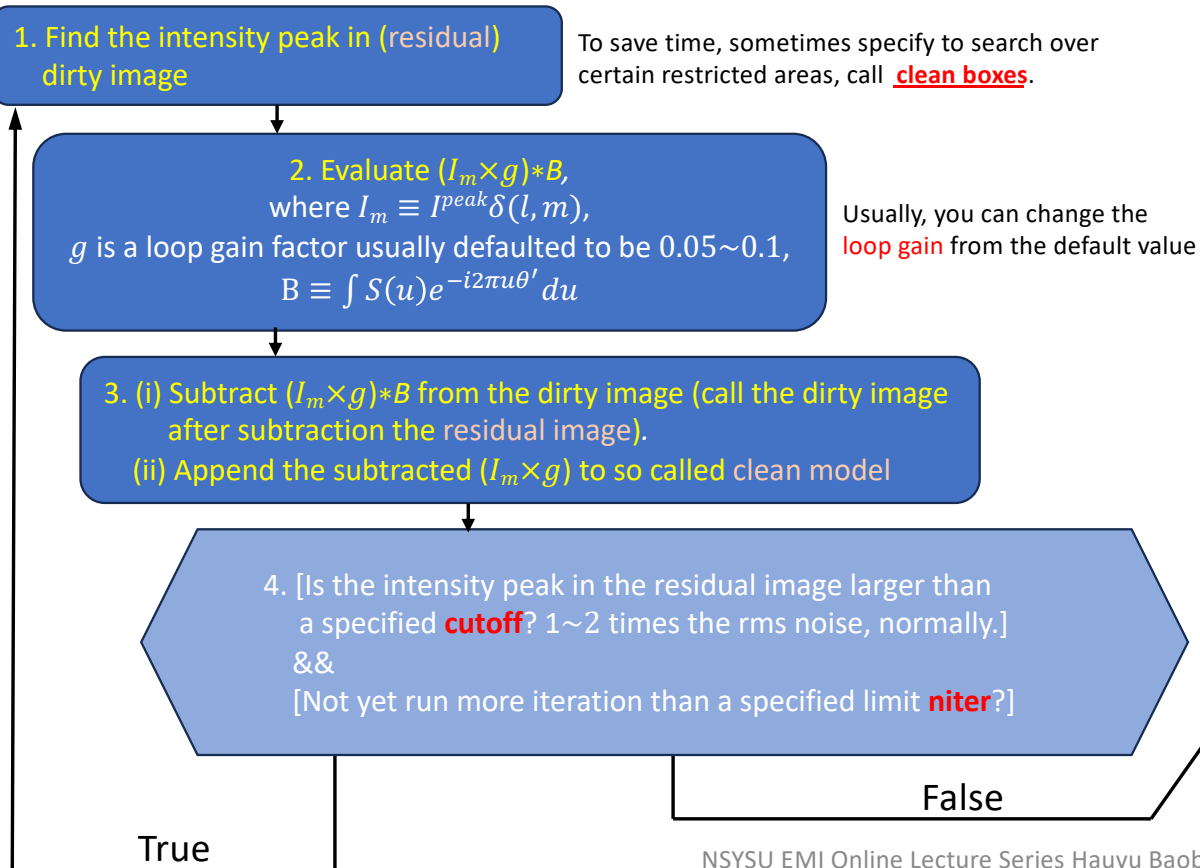 1. Find the intensity peak in (residual)
dirty image
To save time, sometimes specify to search over
certain restricted areas, call clean boxes.
2. Evaluate (I_m×g)*B,
where I_m ≡ I^{peak}δ(l, m),
g is a loop gain factor usually defaulted to be 0.05~0.1,
B ≡ ∫ S(u)e^{−i2πuθ′} du
Usually, you can change the
loop gain from the default value
3. (i) Subtract (I_m×g)*B from the dirty image (call the dirty image
after subtraction the residual image).
(ii) Append the subtracted (I_m×g) to so called clean model
4. [Is the intensity peak in the residual image larger than
a specified cutoff? 1~2 times the rms noise, normally.]
&&
[Not yet run more iteration than a specified limit niter?]
False
True
NSYSU EMI Online Lecture Series Hauyu Baob